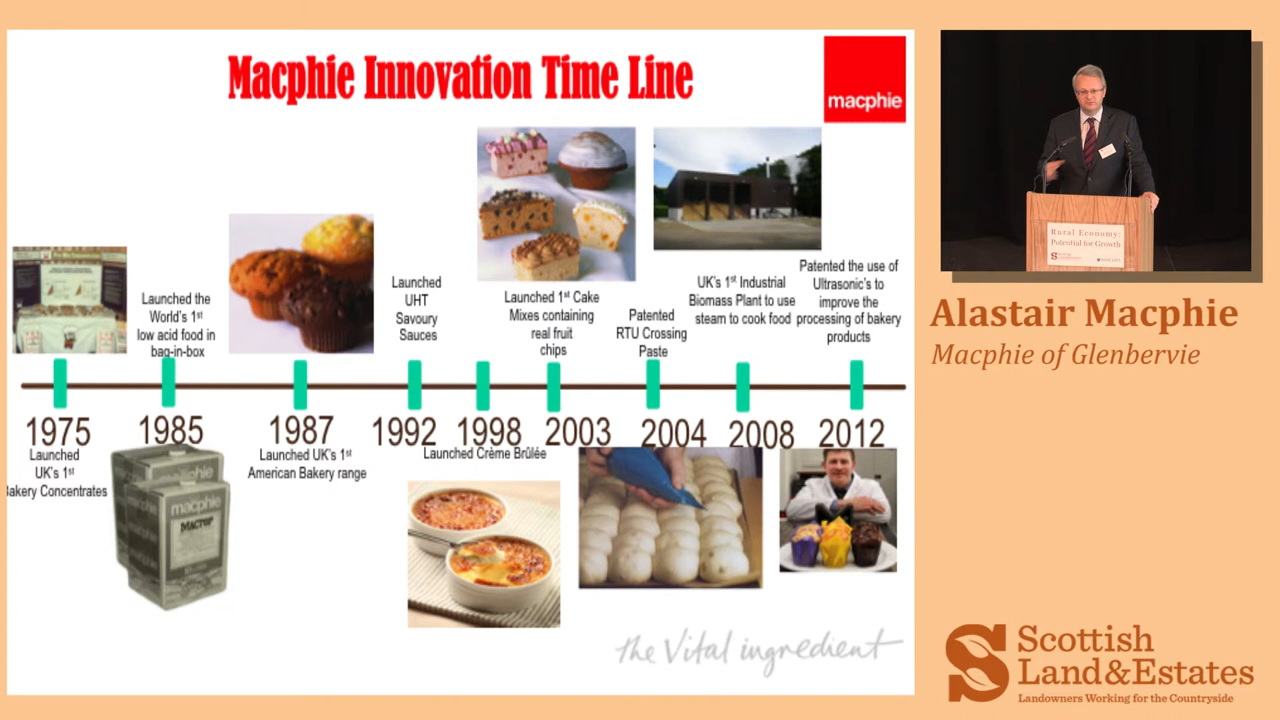 Macphie Innovation Time Line
macphie
Launched the
World's 1st
low acid food in
bag-in-box
Launched
UHT
Savoury
Sauces
Launched 1st Cake
Mixes containing
real fruit
chips
Patented
RTU Crossing
Paste
UK's 1st Industrial
Biomass Plant to use
steam to cook food
Patented the use of
Ultrasonic's to
improve the
processing of bakery
products
1975 1985 1987 1992 1998 2003 2004 2008 2012
Launched
UK's 1st
Bakery Concentrates
Launched UK's 1st
American Bakery range
Launched Crème Brûlée
macphie
MACTOP
the Vital ingredient
Rural Economy:
Potential for Growth
Alastair Macphie
Macphie of Glenbervie
Scottish
Land&Estates
Landowners Working for the Countryside